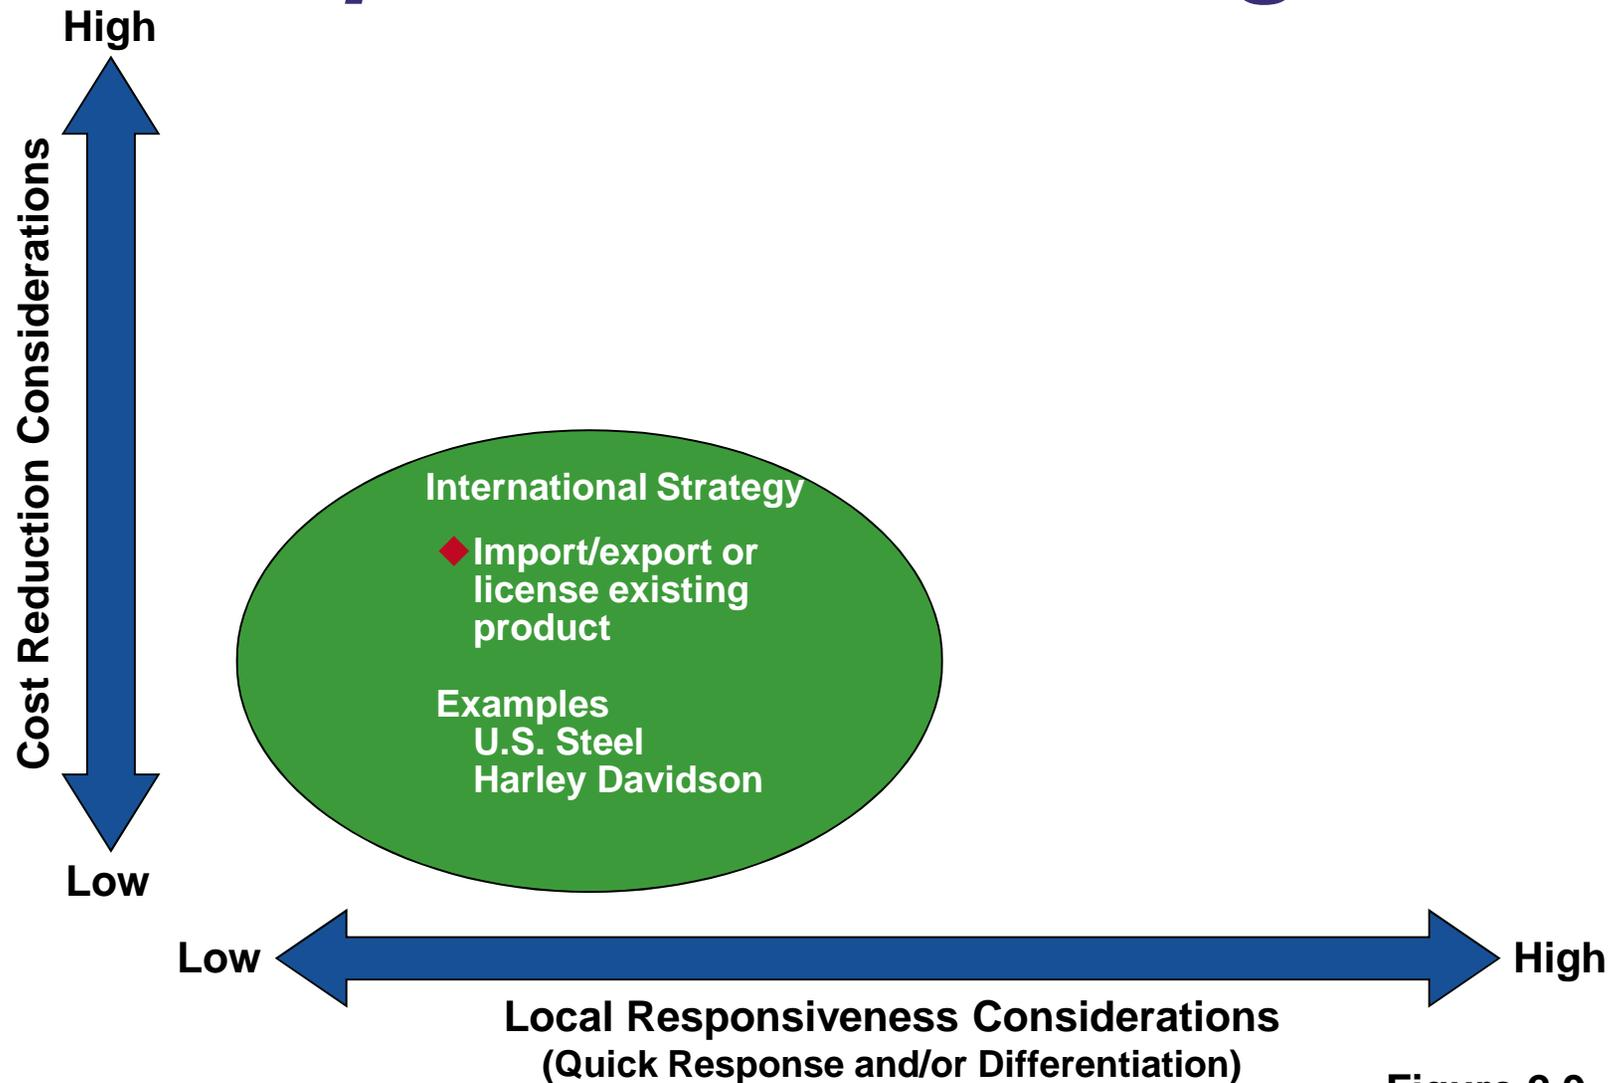 High
Cost Reduction Considerations
International Strategy
Import/export or
license existing
product
Examples
U.S. Steel
Harley Davidson
Low
Low
High
Local Responsiveness Considerations
(Quick Response and/or Differentiation)